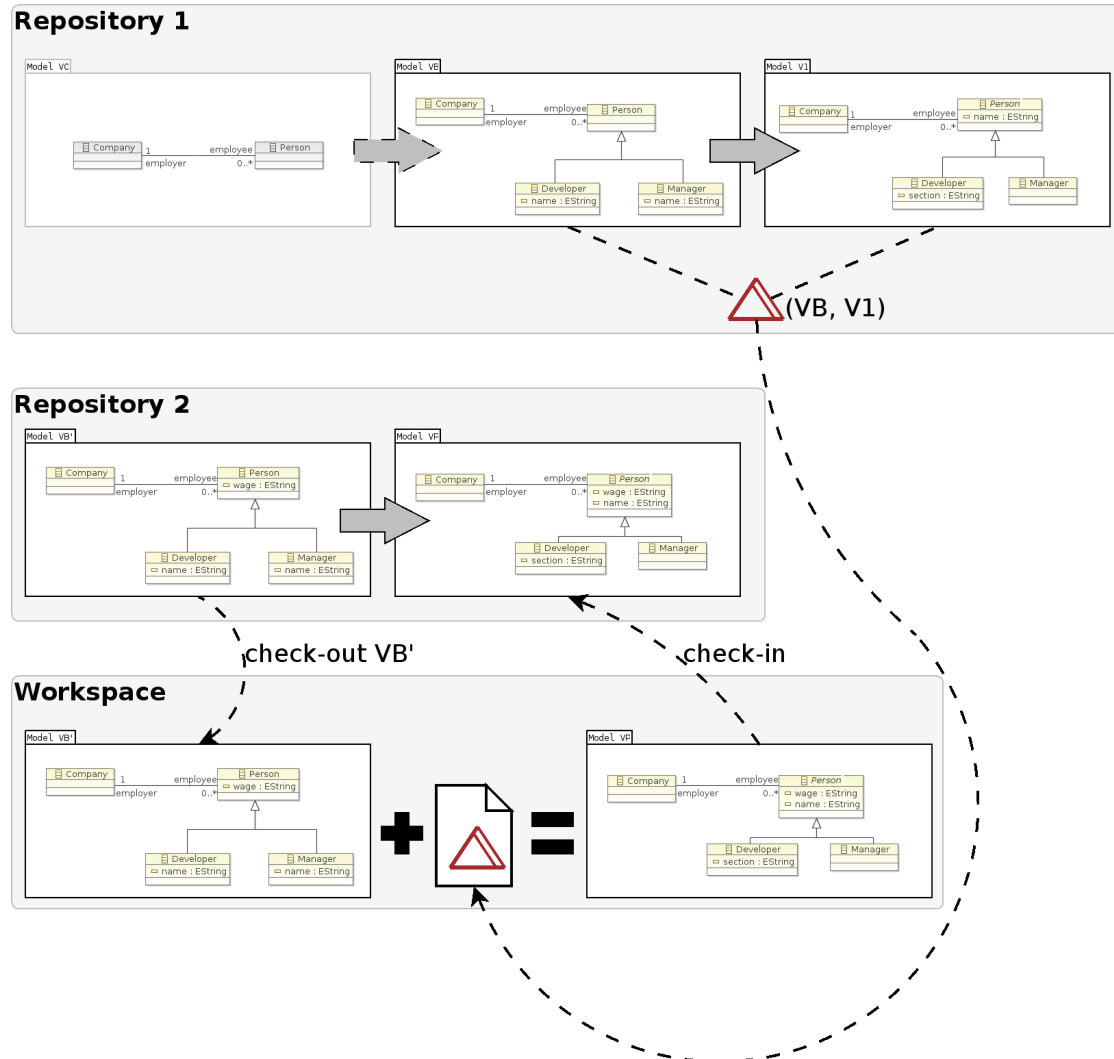 Repository 1
Model VC
Company
1
employee
employer
0..*
Person
Model VB
Company
1
employee
employer
0..*
Person
Developer
name : EString
Manager
name : EString
Model V1
Company
1
employee
employer
0..*
Person
name : EString
Developer
section : EString
Manager
(VB, V1)
Repository 2
Model VB'
Company
1
employee
employer
0..*
Person
wage : EString
Developer
name : EString
Manager
name : EString
Model VP
Company
1
employee
employer
0..*
Person
wage : EString
name : EString
Developer
section : EString
Manager
check-out VB'
check-in
Workspace
Model VB'
Company
1
employee
employer
0..*
Person
wage : EString
Developer
name : EString
Manager
name : EString
Model VP
Company
1
employee
employer
0..*
Person
wage : EString
name : EString
Developer
section : EString
Manager